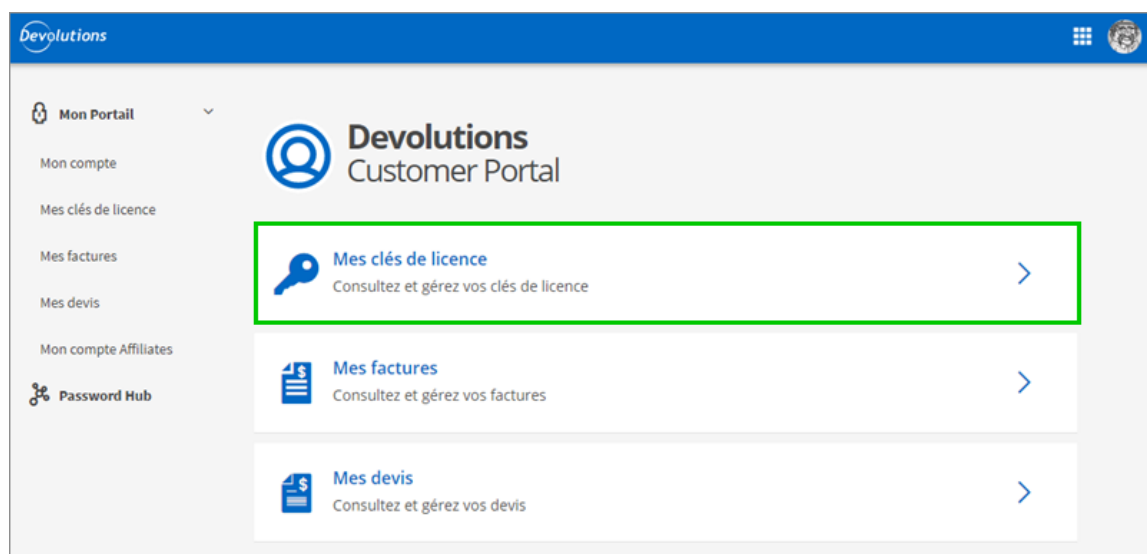 Devolutions
Mon Portail
Mon compte
Mes clés de licence
Mes factures
Mes devis
Mon compte Affiliates
Password Hub
Devolutions
Customer Portal
Mes clés de licence
Consultez et gérez vos clés de licence
Mes factures
Consultez et gérez vos factures
Mes devis
Consultez et gérez vos devis